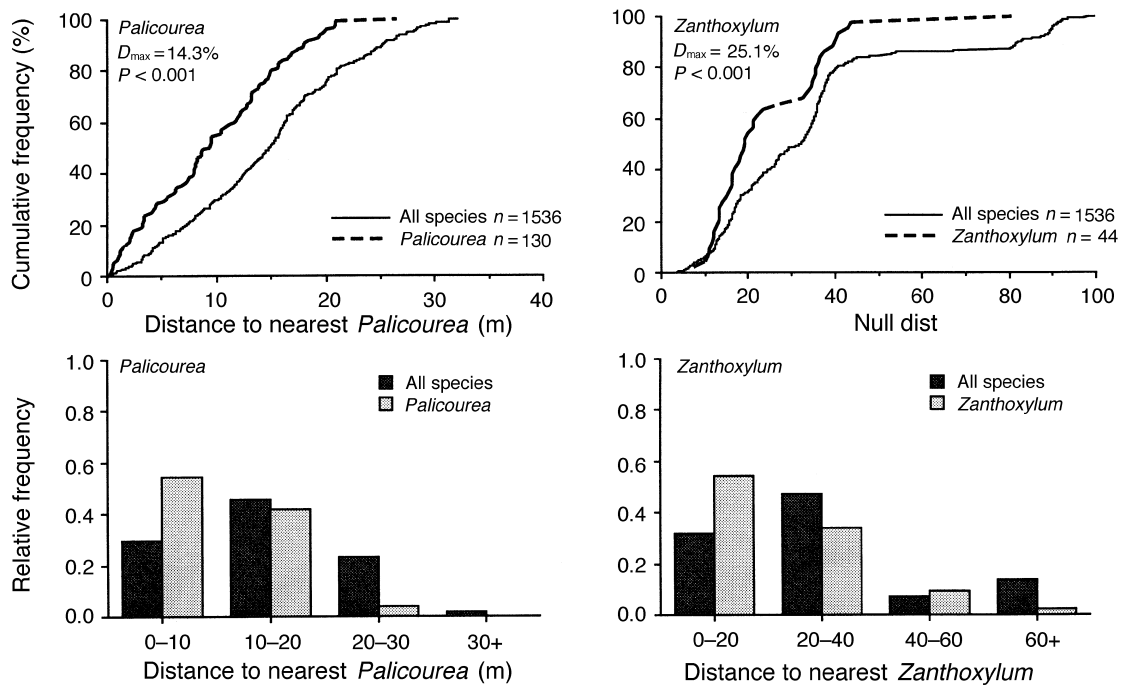 Cumulative frequency (%)
100
80
60
40
20
0
Palicourea
Dmax = 14.3%
P < 0.001
All species n = 1536
Palicourea n = 130
0 10 20 30 40
Distance to nearest Palicourea (m)
100
80
60
40
20
0
Zanthoxylum
Dmax = 25.1%
P < 0.001
All species n = 1536
Zanthoxylum n = 44
0 20 40 60 80 100
Null dist
Relative frequency
1.0
0.8
0.6
0.4
0.2
0.0
Palicourea
All species
Palicourea
0–10 10–20 20–30 30+
Distance to nearest Palicourea (m)
1.0
0.8
0.6
0.4
0.2
0.0
Zanthoxylum
All species
Zanthoxylum
0–20 20–40 40–60 60+
Distance to nearest Zanthoxylum